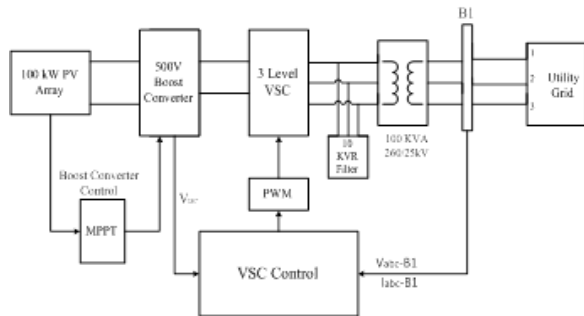 B1
100 kW PV
Array
500V
Boost
Converter
3 Level
VSC
1
2
3
Utility
Grid
10
KVR
Filter
100 KVA
260/25kV
Boost Converter
Control
MPPT
PWM
VSC Control
Vabc-B1
Iabc-B1